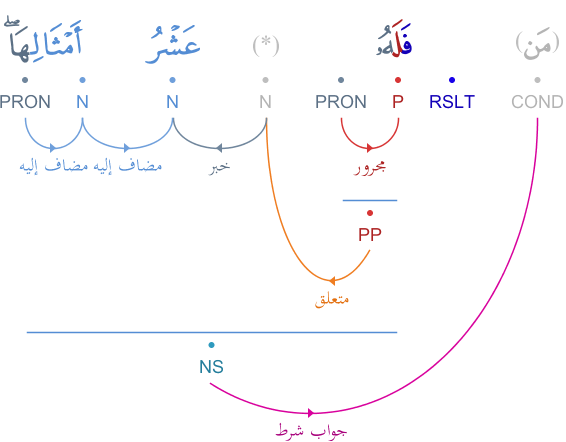 (مَن) فَلَهُۥ (*) عَشْرُ أَمْثَالِهَا ۖ
PRON N N N PRON P RSLT COND
مضاف إليه مضاف إليه خبر مجرور
PP
متعلق
NS
جواب شرط